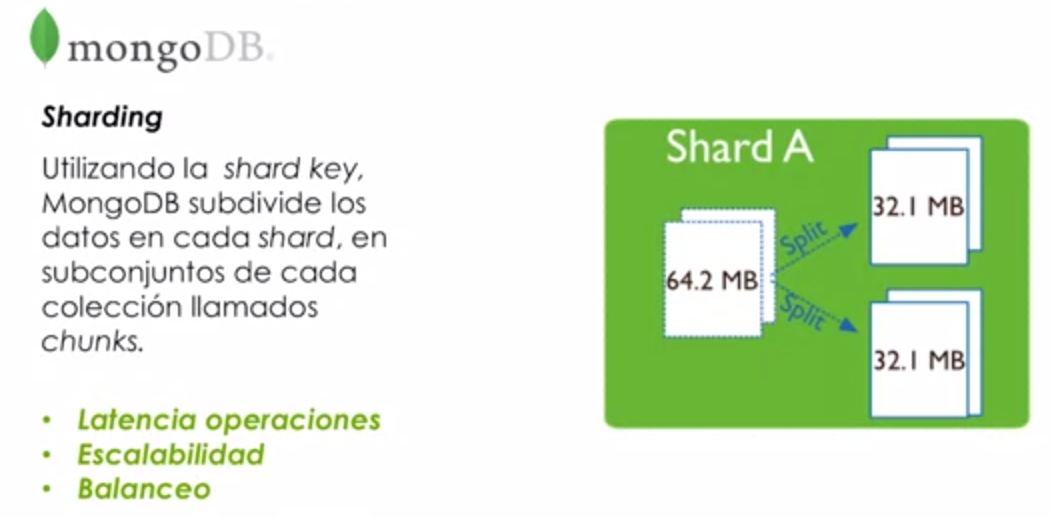 mongoDB.
Sharding
Utilizando la shard key,
MongoDB subdivide los
datos en cada shard, en
subconjuntos de cada
colección llamados
chunks.
• Latencia operaciones
• Escalabilidad
• Balanceo
Shard A
64.2 MB
Split
Split
32.1 MB
32.1 MB